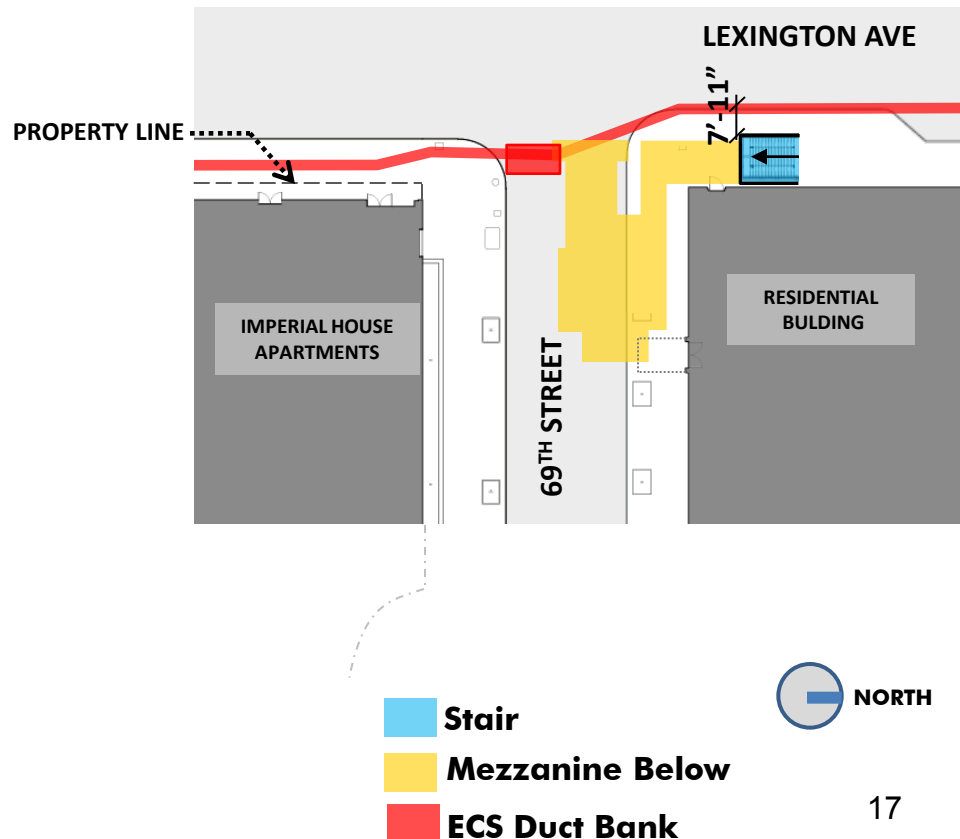 LEXINGTON AVE
7’-11”
PROPERTY LINE
IMPERIAL HOUSE
APARTMENTS
RESIDENTIAL
BULDING
69TH STREET
NORTH
Stair
Mezzanine Below
ECS Duct Bank
17